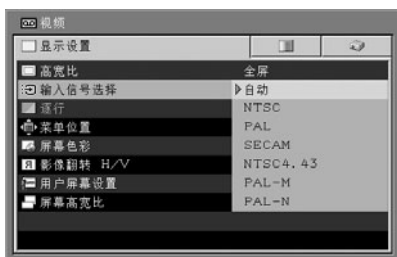 视频
显示设置
高宽比 全屏
输入信号选择 自动
逐行 NTSC
菜单位置 PAL
屏幕色彩 SECAM
影像翻转 H/V NTSC4.43
用户屏幕设置 PAL-M
屏幕高宽比 PAL-N